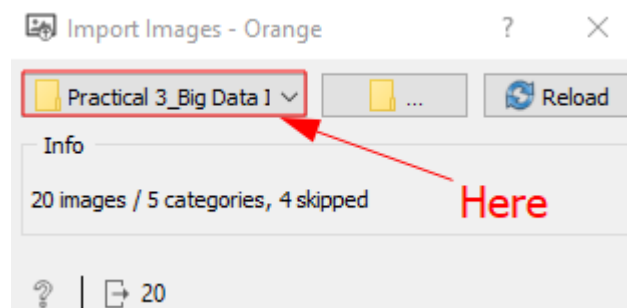 Import Images - Orange ? ×
Practical 3_Big Data I ... Reload
Info
20 images / 5 categories, 4 skipped
Here
? 20